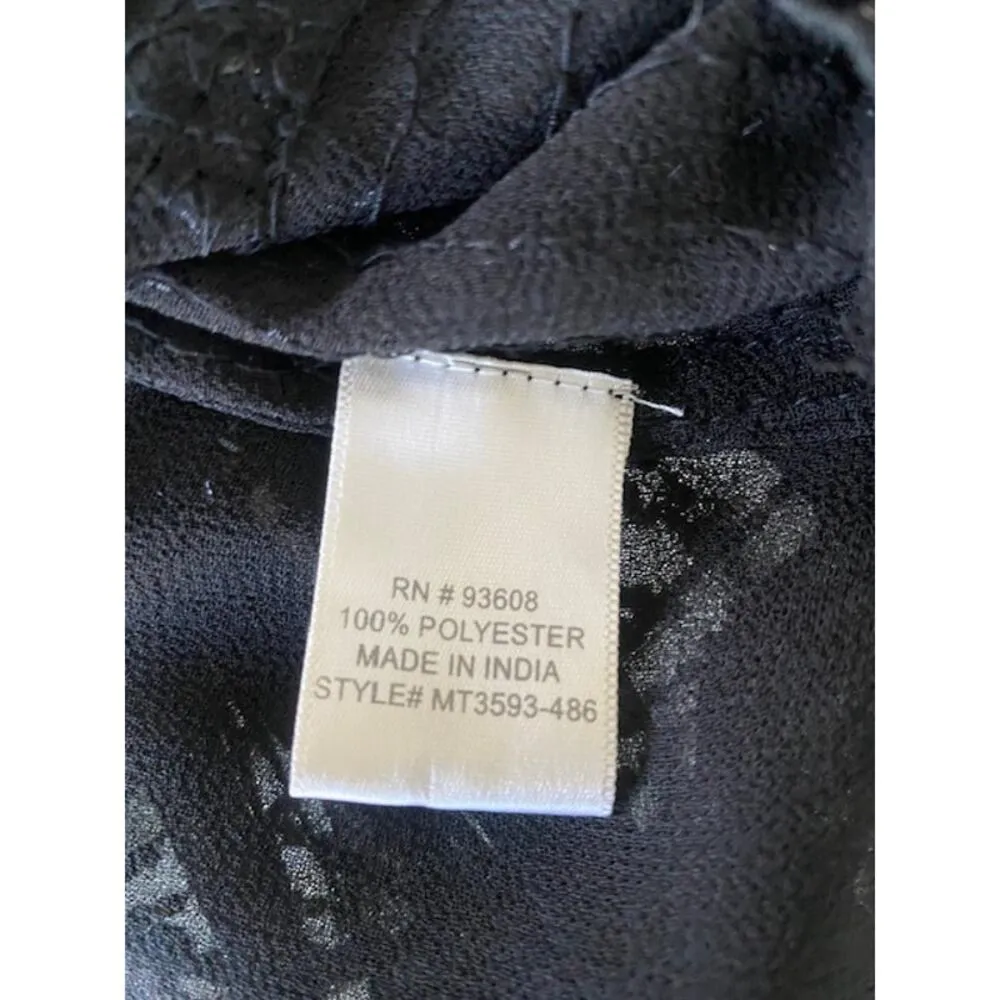 RN # 93608
100% POLYESTER
MADE IN INDIA
STYLE# MT3593-486